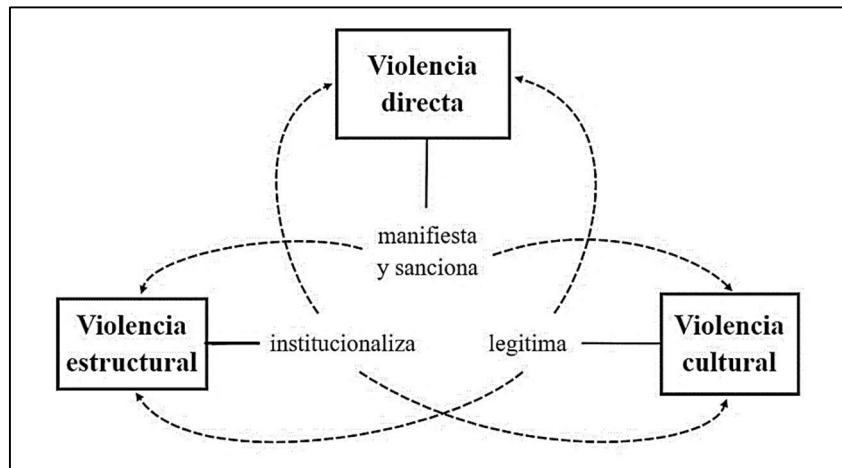 Violencia
directa
manifiesta
y sanciona
Violencia
estructural
institucionaliza
legitima
Violencia
cultural